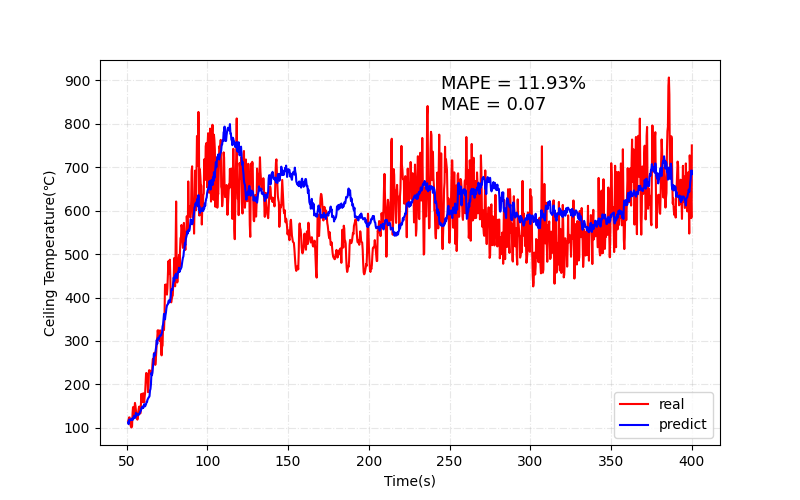 MAPE = 11.93%
MAE = 0.07
900
800
700
600
500
400
300
200
100
Ceiling Temperature(℃)
real
predict
50 100 150 200 250 300 350 400
Time(s)